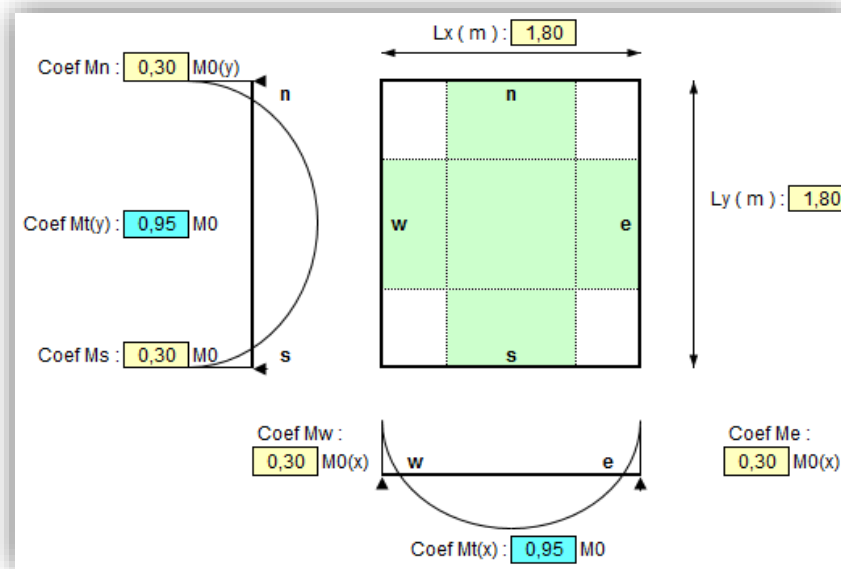 Lx ( m ) : 1,80
Coef Mn : 0,30 M0(y)
n
n
Coef Mt(y) : 0,95 M0
w
e
Ly ( m ) : 1,80
Coef Ms : 0,30 M0
s
s
Coef Mw :
0,30 M0(x)
w
e
Coef Me :
0,30 M0(x)
Coef Mt(x) : 0,95 M0